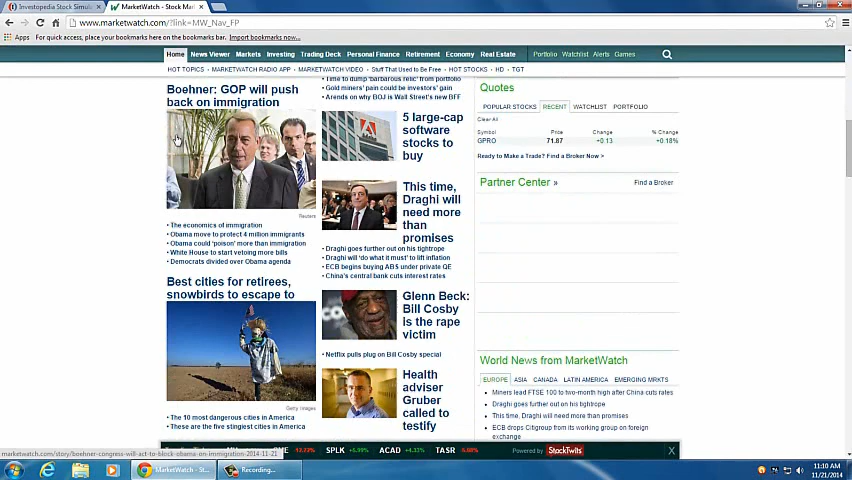 Investopedia Stock Simula
MarketWatch - Stock Mar
www.marketwatch.com/?link=MW_Nav_FP
Apps
For quick access, place your bookmarks here on the bookmarks bar.
Import bookmarks now...
Home
News Viewer
Markets
Investing
Trading Deck
Personal Finance
Retirement
Economy
Real Estate
Portfolio
Watchlist
Alerts
Games
HOT TOPICS
MARKETWATCH RADIO APP
MARKETWATCH VIDEO
Stuff That Used to Be Free
HOT STOCKS
HD
TGT
Boehner: GOP will push
back on immigration
Reuters
• The economics of immigration
• Obama move to protect 4 million immigrants
• Obama could 'poison' more than immigration
• White House to start vetoing more bills
• Democrats divided over Obama agenda
Best cities for retirees,
snowbirds to escape to
Getty Images
• The 10 most dangerous cities in America
• These are the five stingiest cities in America
• Time to dump 'barbarous relic' from portfolio
• Gold miners' pain could be investors' gain
• Arends on why BOJ is Wall Street's new BFF
5 large-cap
software
stocks to
buy
This time,
Draghi will
need more
than
promises
• Draghi goes further out on his tightrope
• Draghi will 'do what it must' to lift inflation
• ECB begins buying ABS under private QE
• China's central bank cuts interest rates
Glenn Beck:
Bill Cosby
is the rape
victim
• Netflix pulls plug on Bill Cosby special
Health
adviser
Gruber
called to
testify
Quotes
POPULAR STOCKS
RECENT
WATCHLIST
PORTFOLIO
Clear All
Symbol Price Change % Change
GPRO 71.87 +0.13 +0.18%
Ready to Make a Trade? Find a Broker Now >
Partner Center »
Find a Broker
World News from MarketWatch
EUROPE
ASIA
CANADA
LATIN AMERICA
EMERGING MRKTS
Miners lead FTSE 100 to two-month high after China cuts rates
Draghi goes further out on his tightrope
This time, Draghi will need more than promises
ECB drops Citigroup from its working group on foreign
exchange
marketwatch.com/story/boehner-congress-will-act-to-block-obama-on-immigration-2014-11-21
SPLK +5.99%
ACAD +4.33%
TASR
Powered by StockTwits
X
MarketWatch - St...
Recording...
11:10 AM
11/21/2014